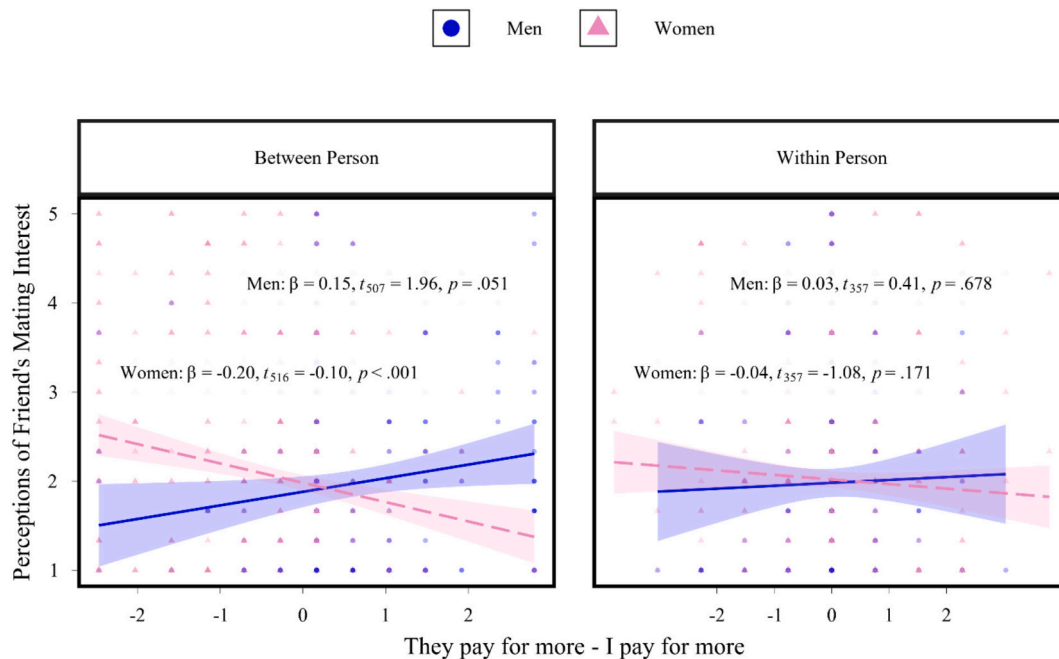 Men Women
Between Person Within Person
Perceptions of Friend's Mating Interest
5
4
3
2
1
Men: β = 0.15, t507 = 1.96, p = .051
Women: β = -0.20, t516 = -0.10, p < .001
Men: β = 0.03, t357 = 0.41, p = .678
Women: β = -0.04, t357 = -1.08, p = .171
-2 -1 0 1 2 -2 -1 0 1 2
They pay for more - I pay for more